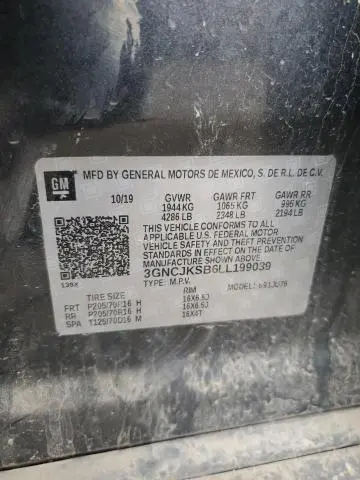 GM
MFD BY GENERAL MOTORS DE MEXICO, S. DE R.L. DE C.V.
10/19 GVWR GAWR FRT GAWR RR
1944 KG 1065 KG 995 KG
4286 LB 2348 LB 2194 LB
THIS VEHICLE CONFORMS TO ALL
APPLICABLE U.S. FEDERAL MOTOR
VEHICLE SAFETY AND THEFT PREVENTION
STANDARDS IN EFFECT ON THE DATE OF
MANUFACTURE SHOWN ABOVE.
3GNCJKSB6LL199039
TYPE: M.P.V. MODEL:
TIRE SIZE RIM
FRT P205/70R16 H 16X6.5J
RR P205/70R16 H 16X6.5J
SPA T125/70D16 M 16X4T